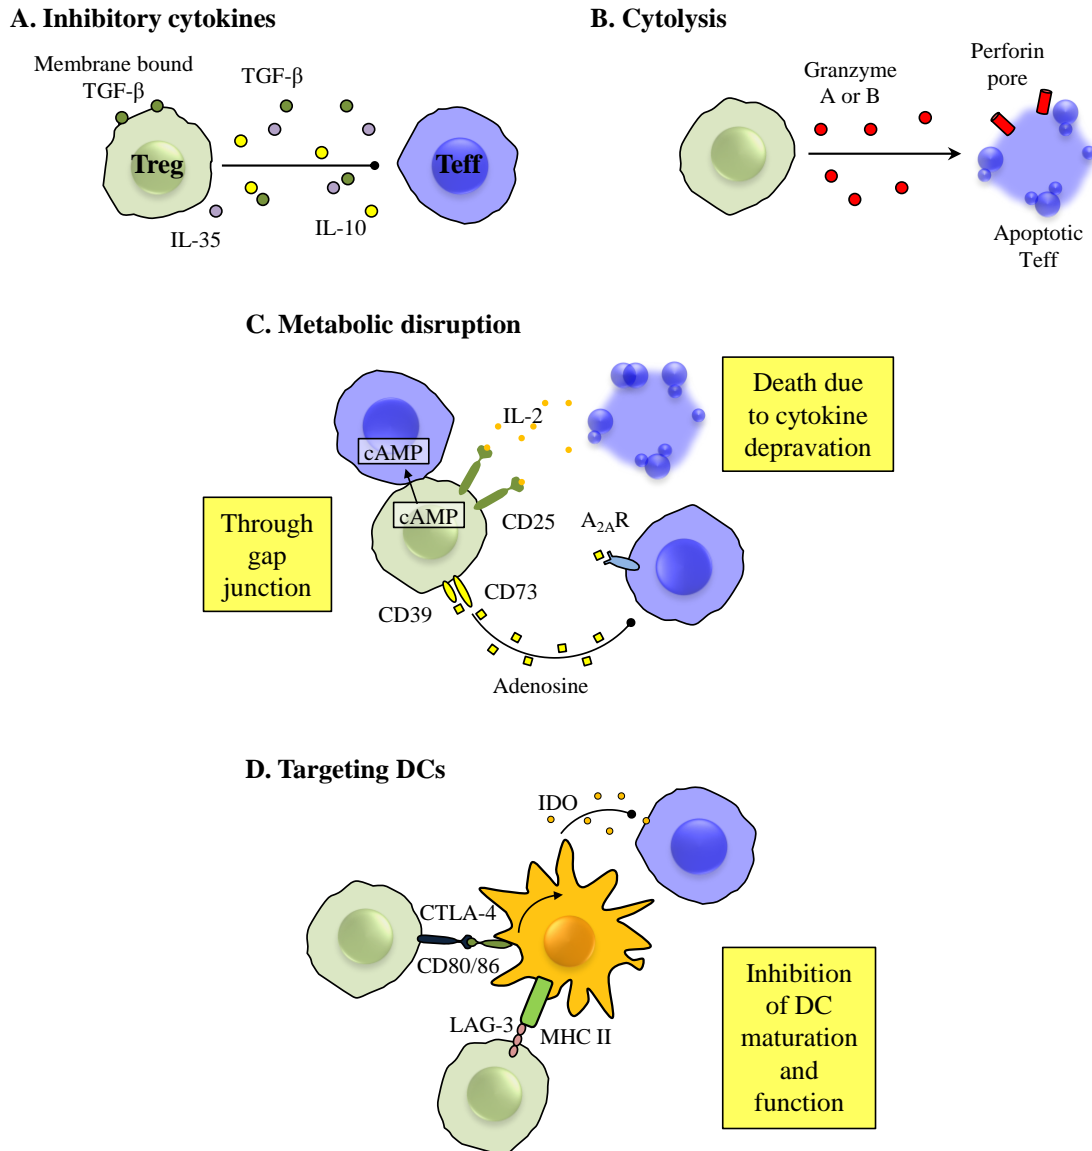 A. Inhibitory cytokines
Membrane bound
TGF-β
TGF-β
Treg
Teff
IL-35
IL-10
B. Cytolysis
Granzyme
A or B
Perforin
pore
Apoptotic
Teff
C. Metabolic disruption
cAMP
IL-2
Death due
to cytokine
depravation
Through
gap
junction
cAMP
CD25
A2AR
CD39
CD73
Adenosine
D. Targeting DCs
IDO
CTLA-4
CD80/86
LAG-3
MHC II
Inhibition
of DC
maturation
and
function